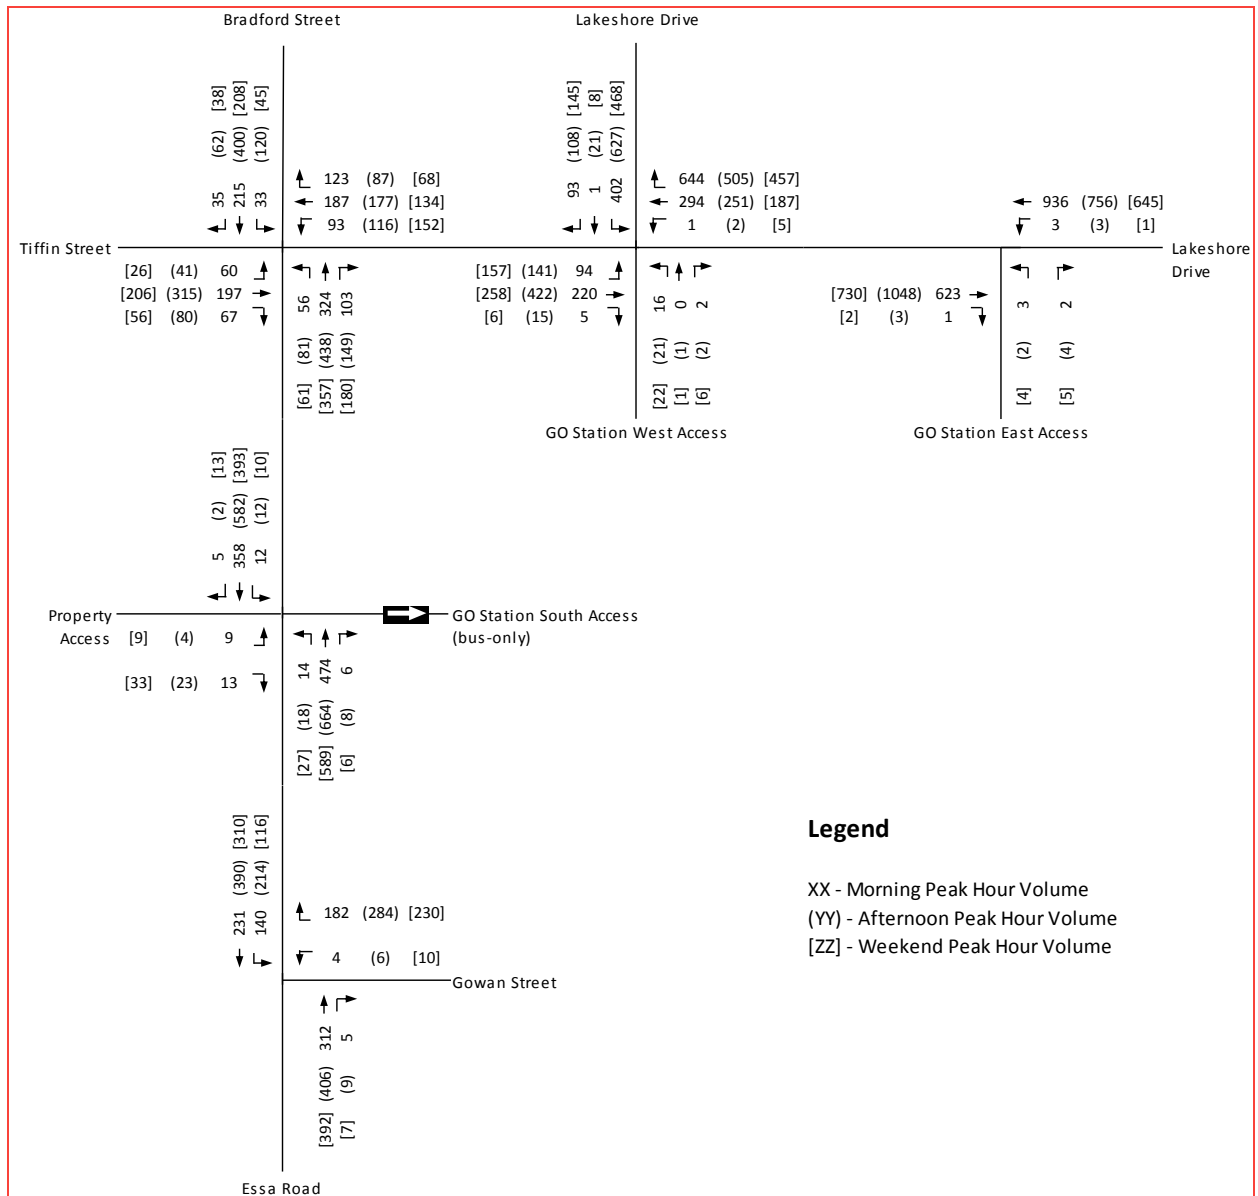 Bradford Street
Lakeshore Drive
[38] [208] [45]
(62) (400) (120)
35 215 33
[145] [8] [468]
(108) (21) (627)
93 1 402
123 (87) [68]
187 (177) [134]
93 (116) [152]
644 (505) [457]
294 (251) [187]
1 (2) [5]
936 (756) [645]
3 (3) [1]
Tiffin Street
Lakeshore
Drive
[26] (41) 60
[206] (315) 197
[56] (80) 67
56 324 103
(81) (438) (149)
[61] [357] [180]
[157] (141) 94
[258] (422) 220
[6] (15) 5
16 0 2
(21) (1) (2)
[22] [1] [6]
[730] (1048) 623
[2] (3) 1
3 2
(2) (4)
[4] [5]
GO Station West Access
GO Station East Access
[13] [393] [10]
(2) (582) (12)
5 358 12
Property
Access
GO Station South Access
(bus-only)
[9] (4) 9
[33] (23) 13
14 474 6
(18) (664) (8)
[27] [589] [6]
[310] [116]
(390) (214)
231 140
182 (284) [230]
4 (6) [10]
Gowan Street
312 5
(406) (9)
[392] [7]
Essa Road
Legend
XX - Morning Peak Hour Volume
(YY) - Afternoon Peak Hour Volume
[ZZ] - Weekend Peak Hour Volume